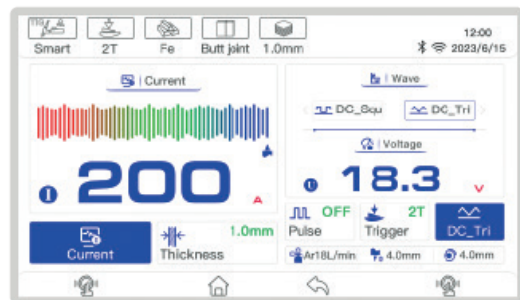 TIG
Smart 2T Fe Butt joint 1.0mm
12:00
2023/6/15
Current
200 A
I
Current
Thickness 1.0mm
Wave
DC_Squ DC_Tri
Voltage
U 18.3 V
OFF Pulse
2T Trigger
DC_Tri
Ar18L/min 4.0mm 4.0mm